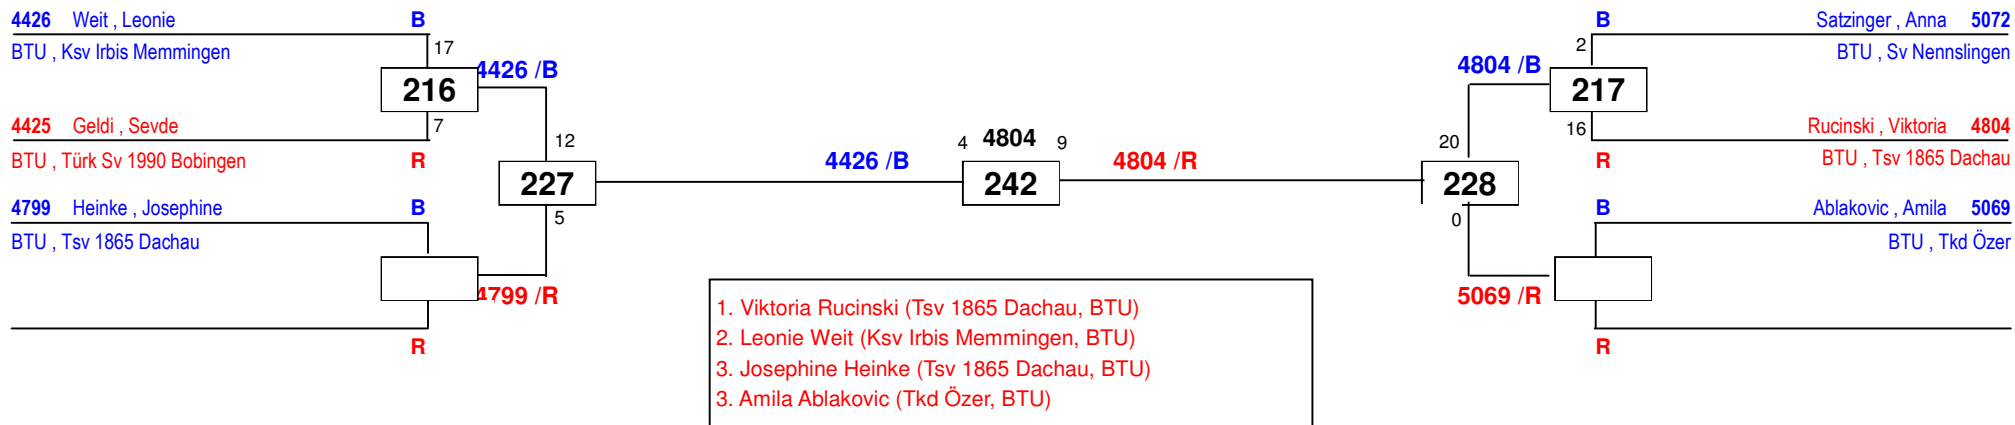 4426 Weit , Leonie B
BTU , Ksv Irbis Memmingen
17
4426 /B
216
4425 Geldi , Sevde
7
BTU , Türk Sv 1990 Bobingen R
12
227
5
4799 Heinke , Josephine B
BTU , Tsv 1865 Dachau
4799 /R
R
4426 /B
4 4804 9
242
4804 /R
B Satzinger , Anna 5072
2
BTU , Sv Nennslingen
4804 /B
217
16
Rucinski , Viktoria 4804
R BTU , Tsv 1865 Dachau
20
228
0
B Ablakovic , Amila 5069
BTU , Tkd Özer
5069 /R
R
1. Viktoria Rucinski (Tsv 1865 Dachau, BTU)
2. Leonie Weit (Ksv Irbis Memmingen, BTU)
3. Josephine Heinke (Tsv 1865 Dachau, BTU)
3. Amila Ablakovic (Tkd Özer, BTU)